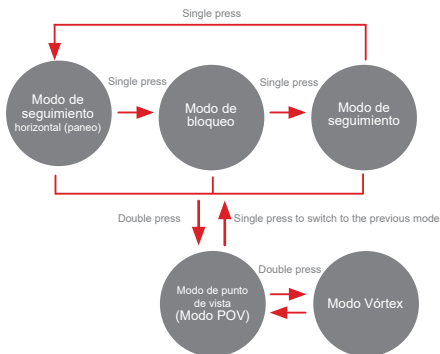 Single press
Single press
Single press
Modo de
seguimiento
horizontal (paneo)
Modo de
bloqueo
Modo de
seguimiento
Double press
Single press to switch to the previous mode
Modo de punto
de vista
(Modo POV)
Double press
Modo Vórtex